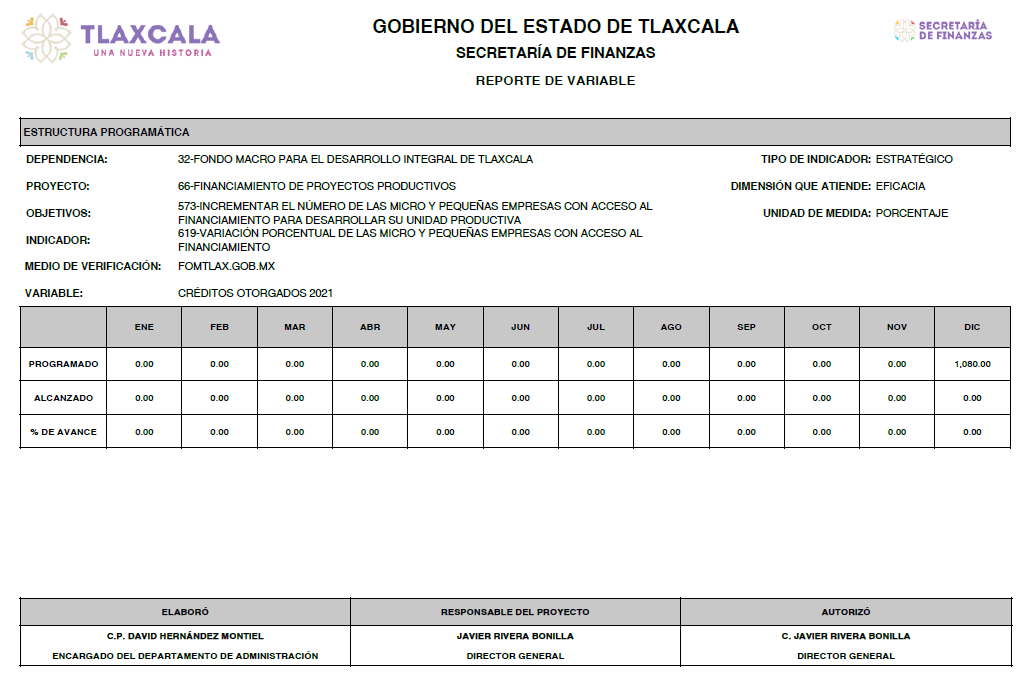 TLAXCALA
UNA NUEVA HISTORIA
GOBIERNO DEL ESTADO DE TLAXCALA
SECRETARÍA DE FINANZAS
REPORTE DE VARIABLE
SECRETARÍA
DE FINANZAS
ESTRUCTURA PROGRAMÁTICA
DEPENDENCIA: 32-FONDO MACRO PARA EL DESARROLLO INTEGRAL DE TLAXCALA TIPO DE INDICADOR: ESTRATÉGICO
PROYECTO: 66-FINANCIAMIENTO DE PROYECTOS PRODUCTIVOS DIMENSIÓN QUE ATIENDE: EFICACIA
OBJETIVOS: 573-INCREMENTAR EL NÚMERO DE LAS MICRO Y PEQUEÑAS EMPRESAS CON ACCESO AL
FINANCIAMIENTO PARA DESARROLLAR SU UNIDAD PRODUCTIVA UNIDAD DE MEDIDA: PORCENTAJE
INDICADOR: 619-VARIACIÓN PORCENTUAL DE LAS MICRO Y PEQUEÑAS EMPRESAS CON ACCESO AL
FINANCIAMIENTO
MEDIO DE VERIFICACIÓN: FOMTLAX.GOB.MX
VARIABLE: CRÉDITOS OTORGADOS 2021
ENE FEB MAR ABR MAY JUN JUL AGO SEP OCT NOV DIC
PROGRAMADO 0.00 0.00 0.00 0.00 0.00 0.00 0.00 0.00 0.00 0.00 0.00 1,080.00
ALCANZADO 0.00 0.00 0.00 0.00 0.00 0.00 0.00 0.00 0.00 0.00 0.00 0.00
% DE AVANCE 0.00 0.00 0.00 0.00 0.00 0.00 0.00 0.00 0.00 0.00 0.00 0.00
ELABORÓ RESPONSABLE DEL PROYECTO AUTORIZÓ
C.P. DAVID HERNÁNDEZ MONTIEL JAVIER RIVERA BONILLA C. JAVIER RIVERA BONILLA
ENCARGADO DEL DEPARTAMENTO DE ADMINISTRACIÓN DIRECTOR GENERAL DIRECTOR GENERAL